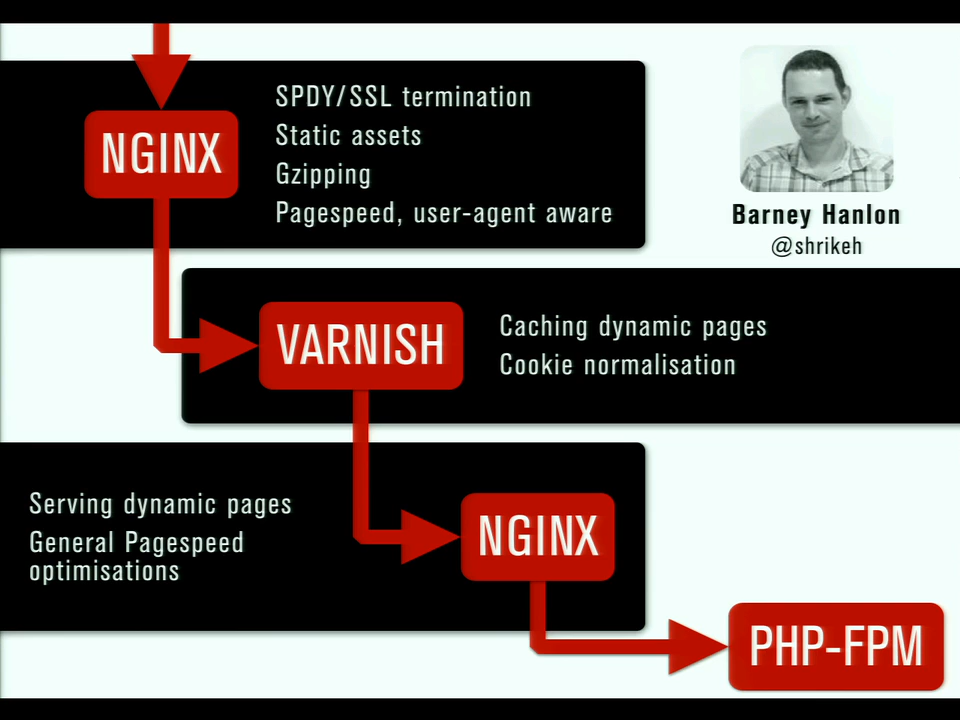 NGINX
SPDY/SSL termination
Static assets
Gzipping
Pagespeed, user-agent aware
Barney Hanlon
@shrikeh
VARNISH
Caching dynamic pages
Cookie normalisation
Serving dynamic pages
General Pagespeed
optimisations
NGINX
PHP-FPM